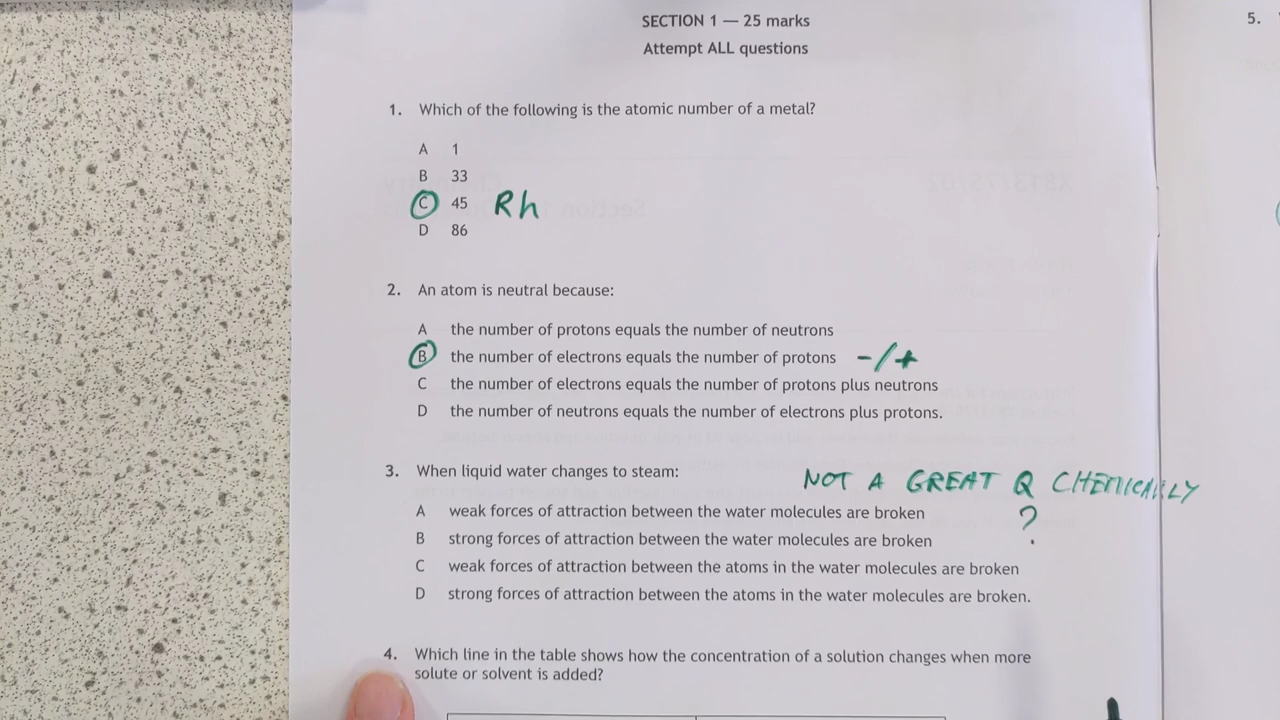 SECTION 1 — 25 marks
Attempt ALL questions
5.
1. Which of the following is the atomic number of a metal?
A 1
B 33
C 45 Rh
D 86
2. An atom is neutral because:
A the number of protons equals the number of neutrons
B the number of electrons equals the number of protons -/+
C the number of electrons equals the number of protons plus neutrons
D the number of neutrons equals the number of electrons plus protons.
3. When liquid water changes to steam:
NOT A GREAT Q CHEMICALLY
?
A weak forces of attraction between the water molecules are broken
B strong forces of attraction between the water molecules are broken
C weak forces of attraction between the atoms in the water molecules are broken
D strong forces of attraction between the atoms in the water molecules are broken.
4. Which line in the table shows how the concentration of a solution changes when more
solute or solvent is added?